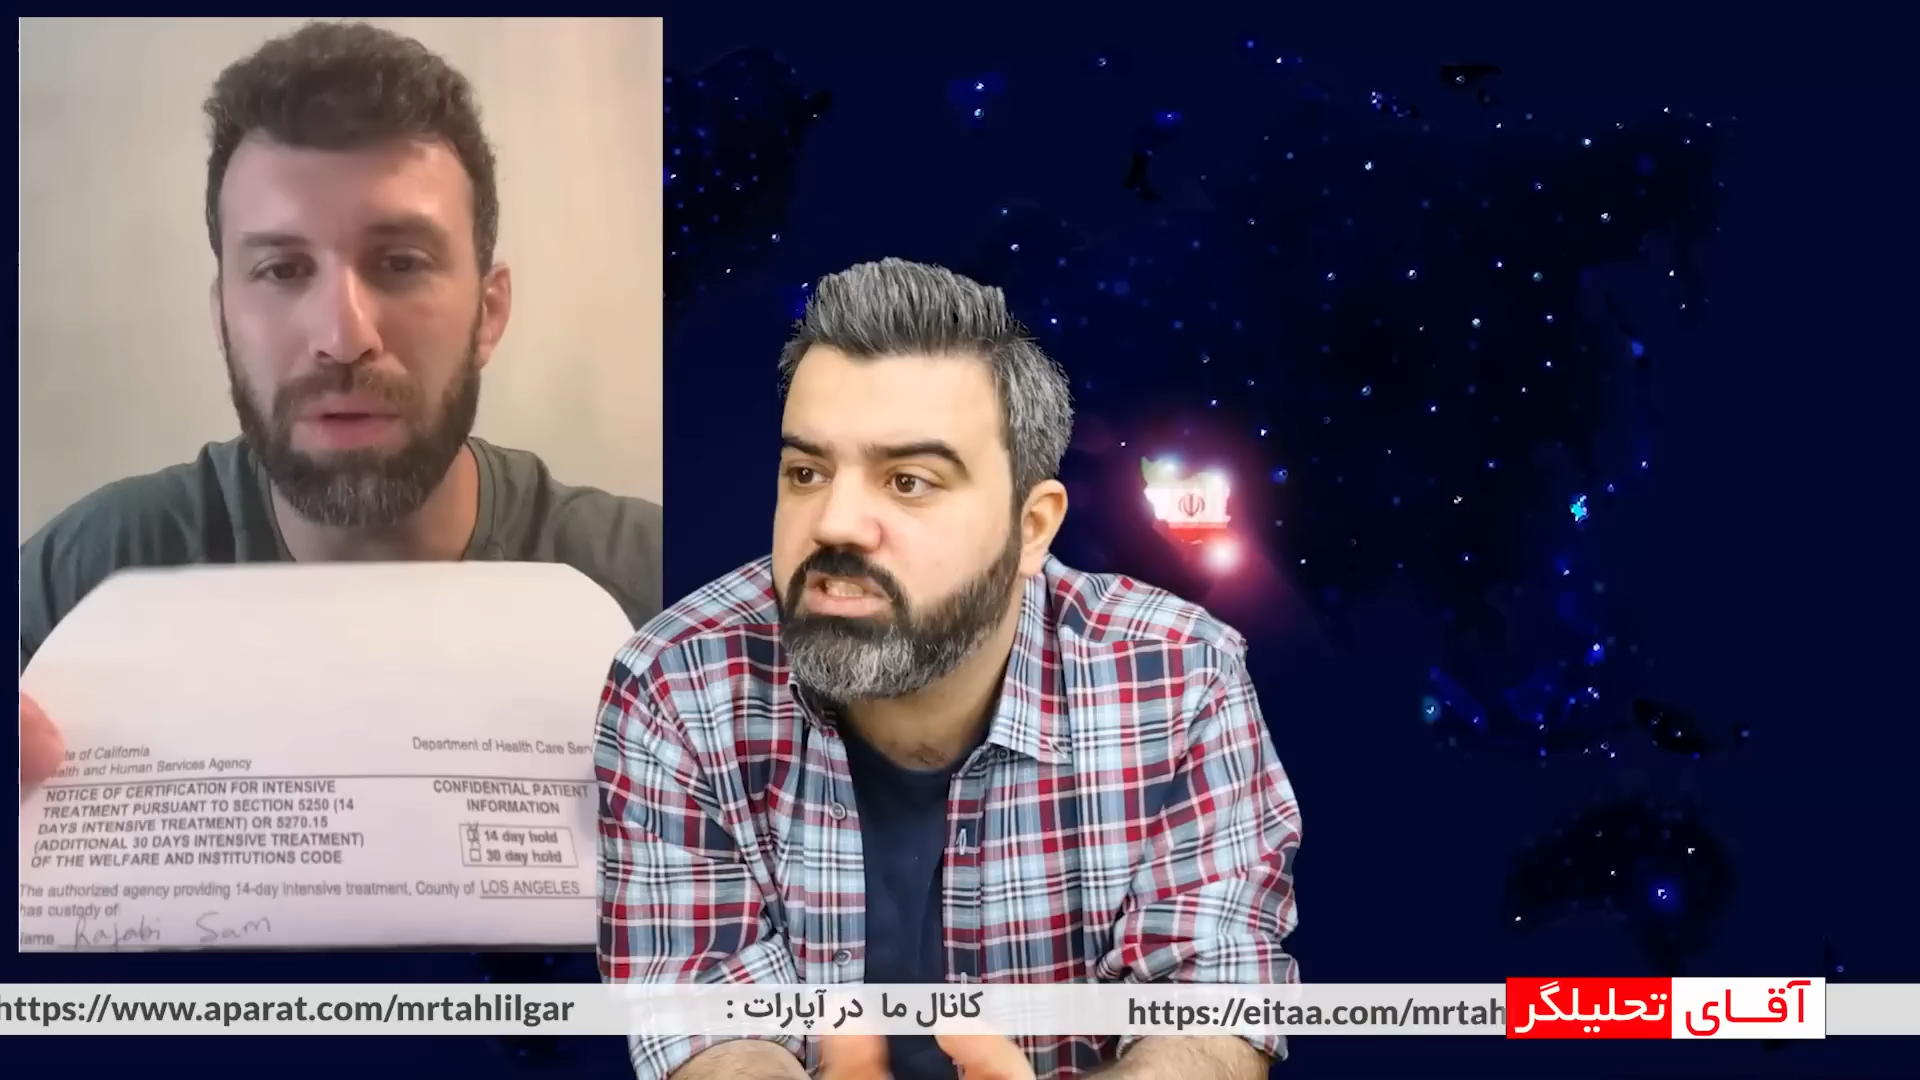 te of California
ealth and Human Services Agency
Department of Health Care Serv
NOTICE OF CERTIFICATION FOR INTENSIVE
TREATMENT PURSUANT TO SECTION 5250 (14
DAYS INTENSIVE TREATMENT) OR 5270.15
(ADDITIONAL 30 DAYS INTENSIVE TREATMENT)
OF THE WELFARE AND INSTITUTIONS CODE
CONFIDENTIAL PATIENT
INFORMATION
14 day hold
30 day hold
The authorized agency providing 14-day intensive treatment, County of LOS ANGELES
has custody of
ame Rajabi Sam
https://www.aparat.com/mrtahlilgar
کانال ما در آپارات :
https://eitaa.com/mrtah
آقای تحلیلگر